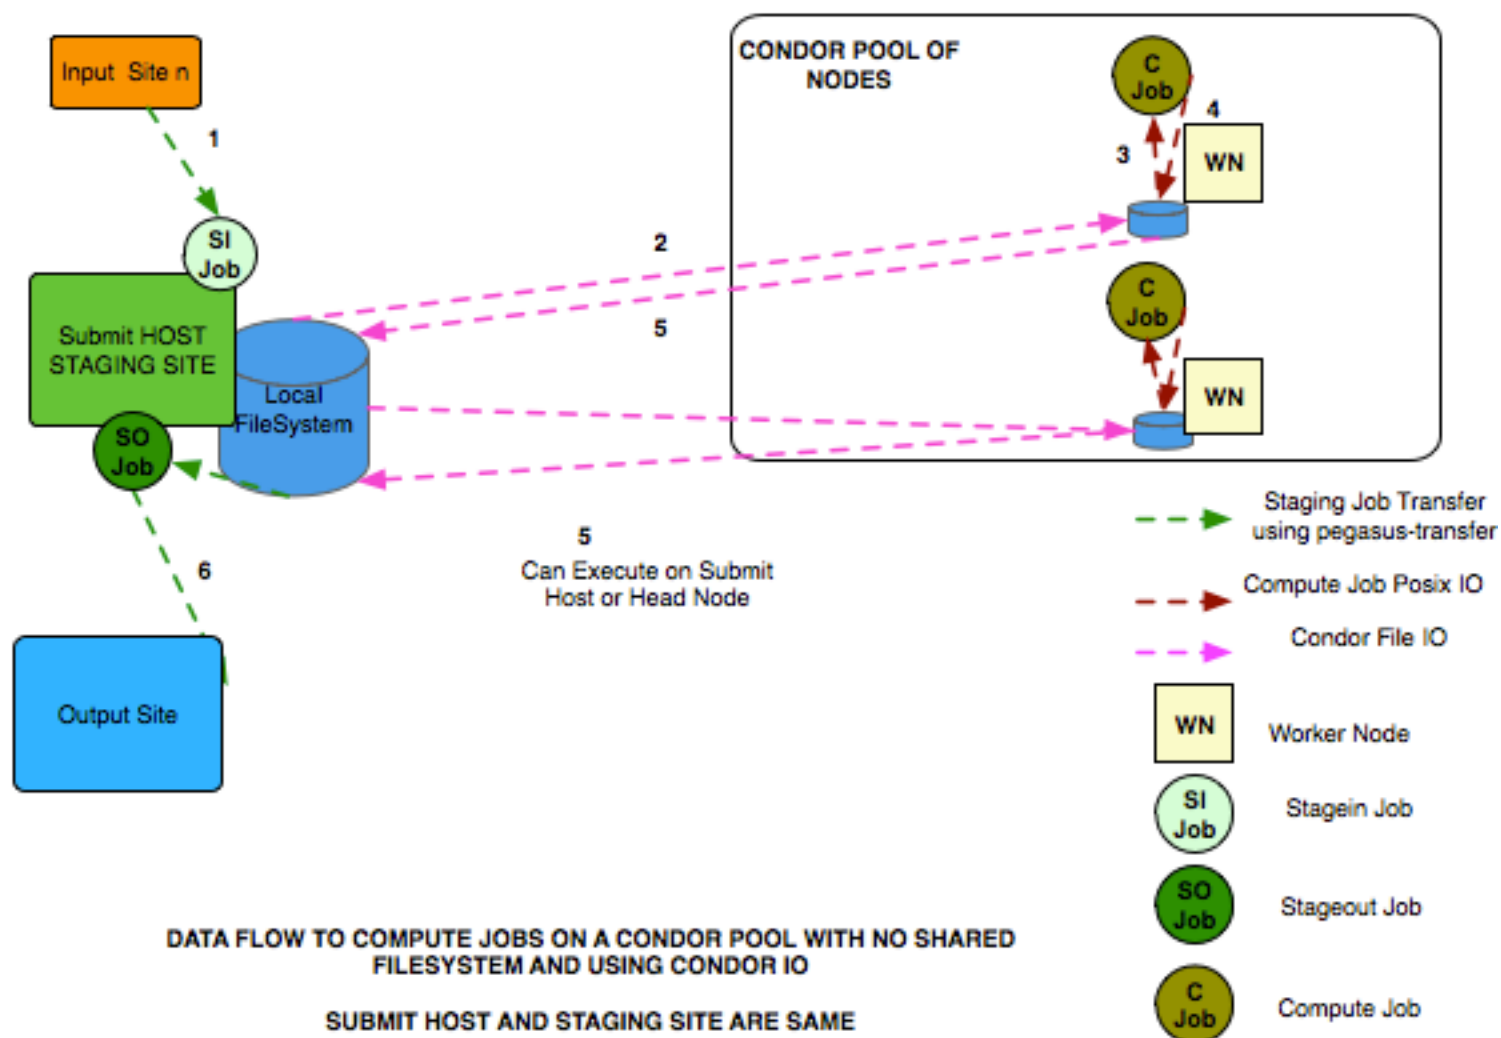 Input Site n
1
SI
Job
Submit HOST
STAGING SITE
Local
FileSystem
SO
Job
6
Output Site
2
5
5
Can Execute on Submit
Host or Head Node
CONDOR POOL OF
NODES
C
Job
4
3
WN
C
Job
WN
Staging Job Transfer
using pegasus-transfer
Compute Job Posix IO
Condor File IO
WN
Worker Node
SI
Job
Stagein Job
SO
Job
Stageout Job
C
Job
Compute Job
DATA FLOW TO COMPUTE JOBS ON A CONDOR POOL WITH NO SHARED
FILESYSTEM AND USING CONDOR IO
SUBMIT HOST AND STAGING SITE ARE SAME